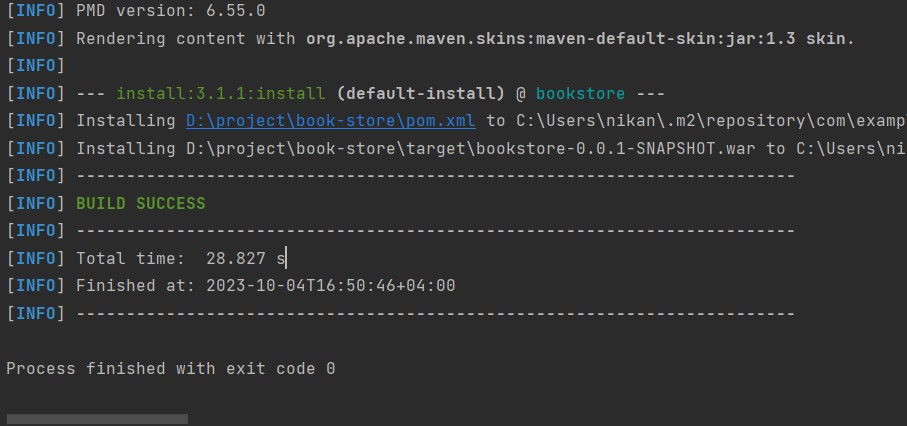 [INFO] PMD version: 6.55.0
[INFO] Rendering content with org.apache.maven.skins:maven-default-skin:jar:1.3 skin.
[INFO]
[INFO] --- install:3.1.1:install (default-install) @ bookstore ---
[INFO] Installing D:\project\book-store\pom.xml to C:\Users\nikan\.m2\repository\com\examp
[INFO] Installing D:\project\book-store\target\bookstore-0.0.1-SNAPSHOT.war to C:\Users\ni
[INFO] ------------------------------------------------------------------------
[INFO] BUILD SUCCESS
[INFO] ------------------------------------------------------------------------
[INFO] Total time:  28.827 s
[INFO] Finished at: 2023-10-04T16:50:46+04:00
[INFO] ------------------------------------------------------------------------
Process finished with exit code 0